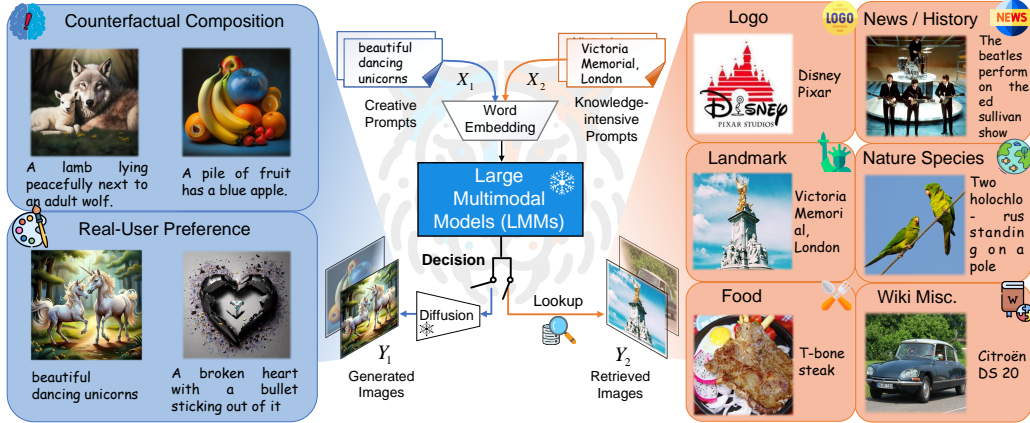 Counterfactual Composition
A lamb lying
peacefully next to
an adult wolf.
A pile of fruit
has a blue apple.
Real-User Preference
beautiful
dancing unicorns
A broken heart
with a bullet
sticking out of it
beautiful
dancing
unicorns
X1
Creative
Prompts
Victoria
Memorial,
London
X2
Knowledge-
intensive
Prompts
Word
Embedding
Large
Multimodal
Models (LMMs)
Decision
Diffusion
Lookup
Y1
Generated
Images
Y2
Retrieved
Images
Logo
LOGO
DISNEY
PIXAR STUDIOS
Disney
Pixar
News / History
NEWS
The
beatles
perform
on the
ed
sullivan
show
Landmark
Victoria
Memori
al,
London
Nature Species
Two
holochlo
- rus
standin
g on a
pole
Food
T-bone
steak
Wiki Misc.
W
Citroën
DS 20